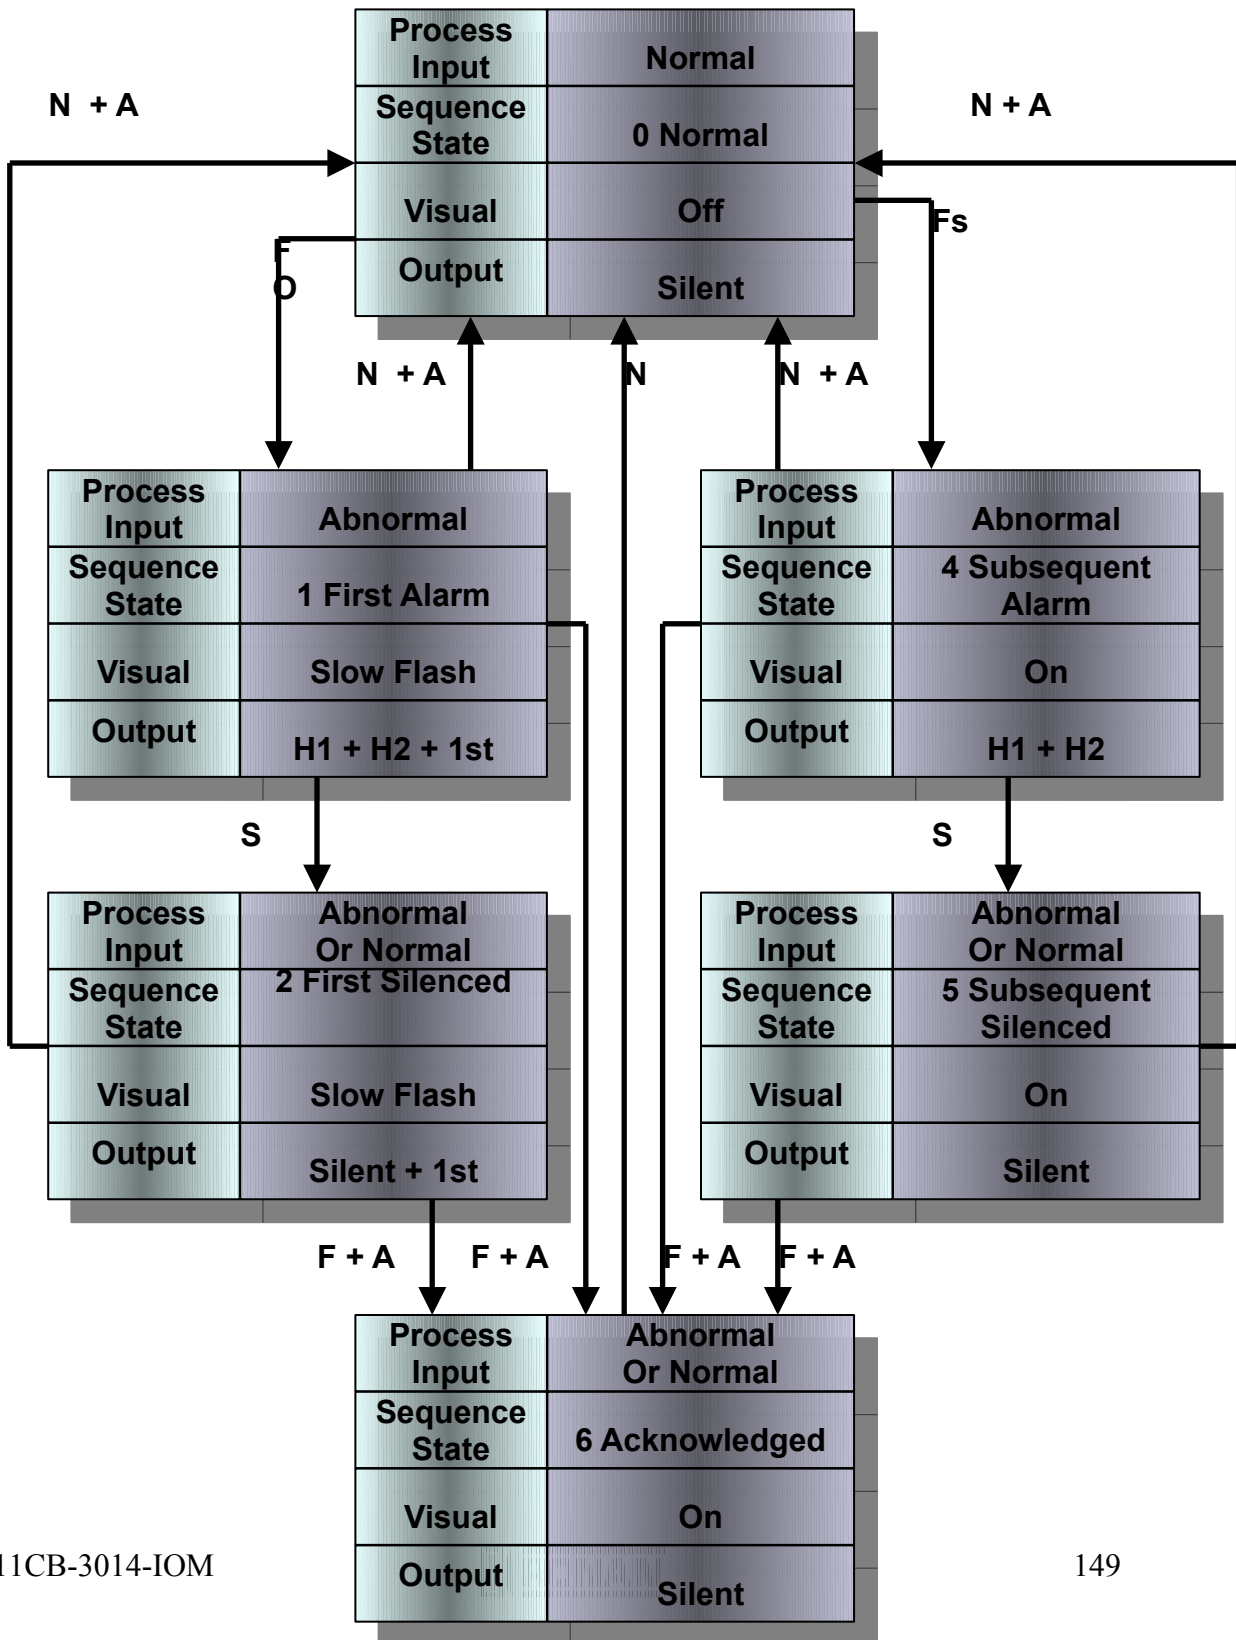 Process
Input
Normal
N + A
N + A
Sequence
State
0 Normal
Visual
Off
Fs
F
O
Output
Silent
N + A
N
N + A
Process
Input
Abnormal
Sequence
State
1 First Alarm
Visual
Slow Flash
Output
H1 + H2 + 1st
Process
Input
Abnormal
Sequence
State
4 Subsequent
Alarm
Visual
On
Output
H1 + H2
S
S
Process
Input
Abnormal
Or Normal
Sequence
State
2 First Silenced
Visual
Slow Flash
Output
Silent + 1st
Process
Input
Abnormal
Or Normal
Sequence
State
5 Subsequent
Silenced
Visual
On
Output
Silent
F + A
F + A
F + A
F + A
Process
Input
Abnormal
Or Normal
Sequence
State
6 Acknowledged
Visual
On
Output
Silent
11CB-3014-IOM
149